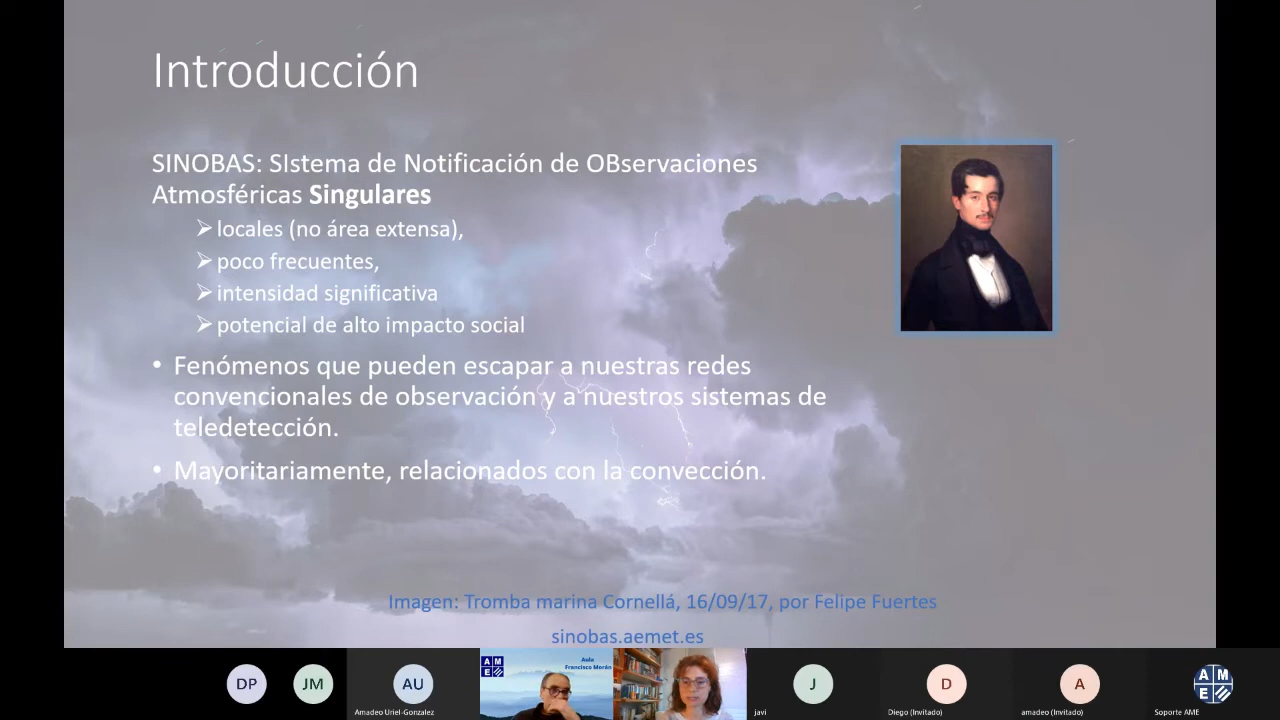 Introducción
SINOBAS: SIstema de Notificación de OBservaciones
Atmosféricas Singulares
locales (no área extensa),
poco frecuentes,
intensidad significativa
potencial de alto impacto social
• Fenómenos que pueden escapar a nuestras redes
convencionales de observación y a nuestros sistemas de
teledetección.
• Mayoritariamente, relacionados con la convección.
Imagen: Tromba marina Cornellá, 16/09/17, por Felipe Fuertes
sinobas.aemet.es
DP
JM
AU
Amadeo Uriel-Gonzalez
A M
E
Aula
Francisco Morán
J
javi
D
Diego (Invitado)
A
amadeo (Invitado)
A M
E
Soporte AME